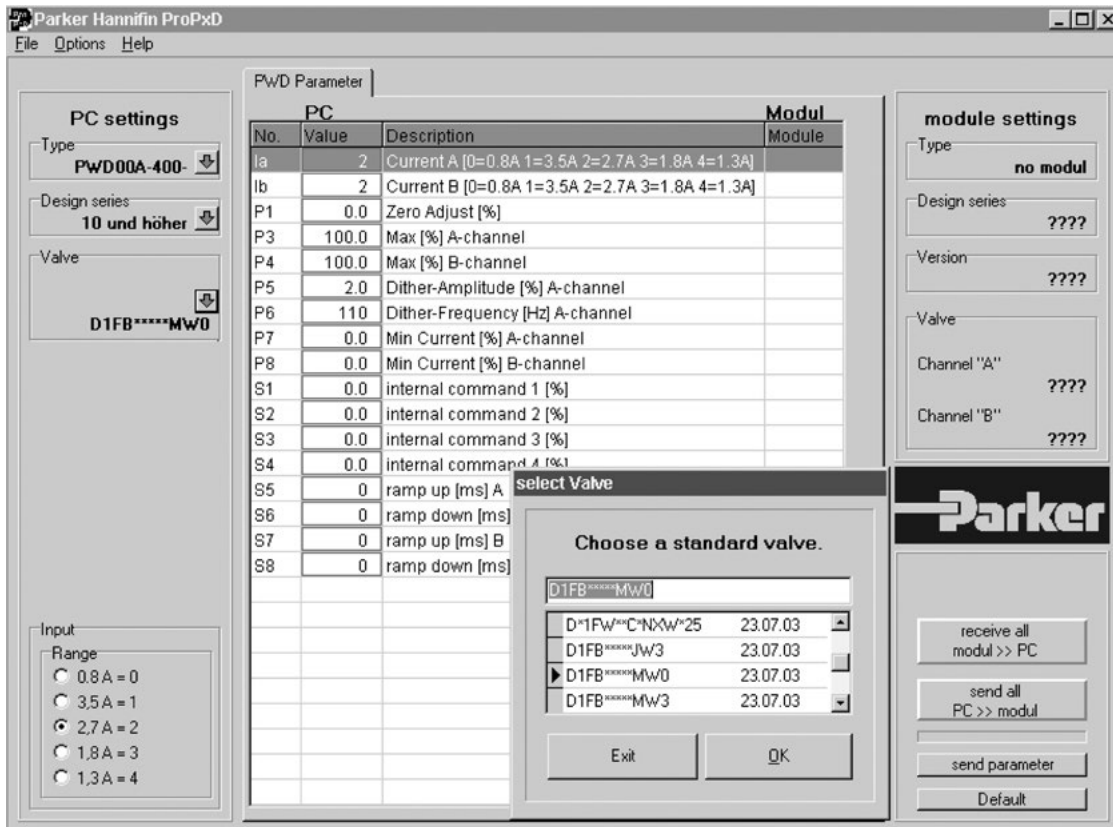 Parker Hannifin ProPxD
File Options Help
PWD Parameter
PC settings
Type
PWD00A-400-
Design series
10 und höher
Valve
D1FB*****MW0
Input
Range
0.8 A = 0
3,5 A = 1
2,7 A = 2
1,8 A = 3
1,3 A = 4
PC Modul
No. Value Description Module
Ia 2 Current A [0=0.8A 1=3.5A 2=2.7A 3=1.8A 4=1.3A]
Ib 2 Current B [0=0.8A 1=3.5A 2=2.7A 3=1.8A 4=1.3A]
P1 0.0 Zero Adjust [%]
P3 100.0 Max [%] A-channel
P4 100.0 Max [%] B-channel
P5 2.0 Dither-Amplitude [%] A-channel
P6 110 Dither-Frequency [Hz] A-channel
P7 0.0 Min Current [%] A-channel
P8 0.0 Min Current [%] B-channel
S1 0.0 internal command 1 [%]
S2 0.0 internal command 2 [%]
S3 0.0 internal command 3 [%]
S4 0.0 internal command 4 [%]
S5 0 ramp up [ms] A
S6 0 ramp down [ms]
S7 0 ramp up [ms] B
S8 0 ramp down [ms]
select Valve
Choose a standard valve.
D1FB*****MW0
D*1FW**C*NXW*25 23.07.03
D1FB*****JW3 23.07.03
D1FB*****MW0 23.07.03
D1FB*****MW3 23.07.03
Exit OK
module settings
Type
no modul
Design series
????
Version
????
Valve
Channel "A"
????
Channel "B"
????
Parker
receive all
modul >> PC
send all
PC >> modul
send parameter
Default